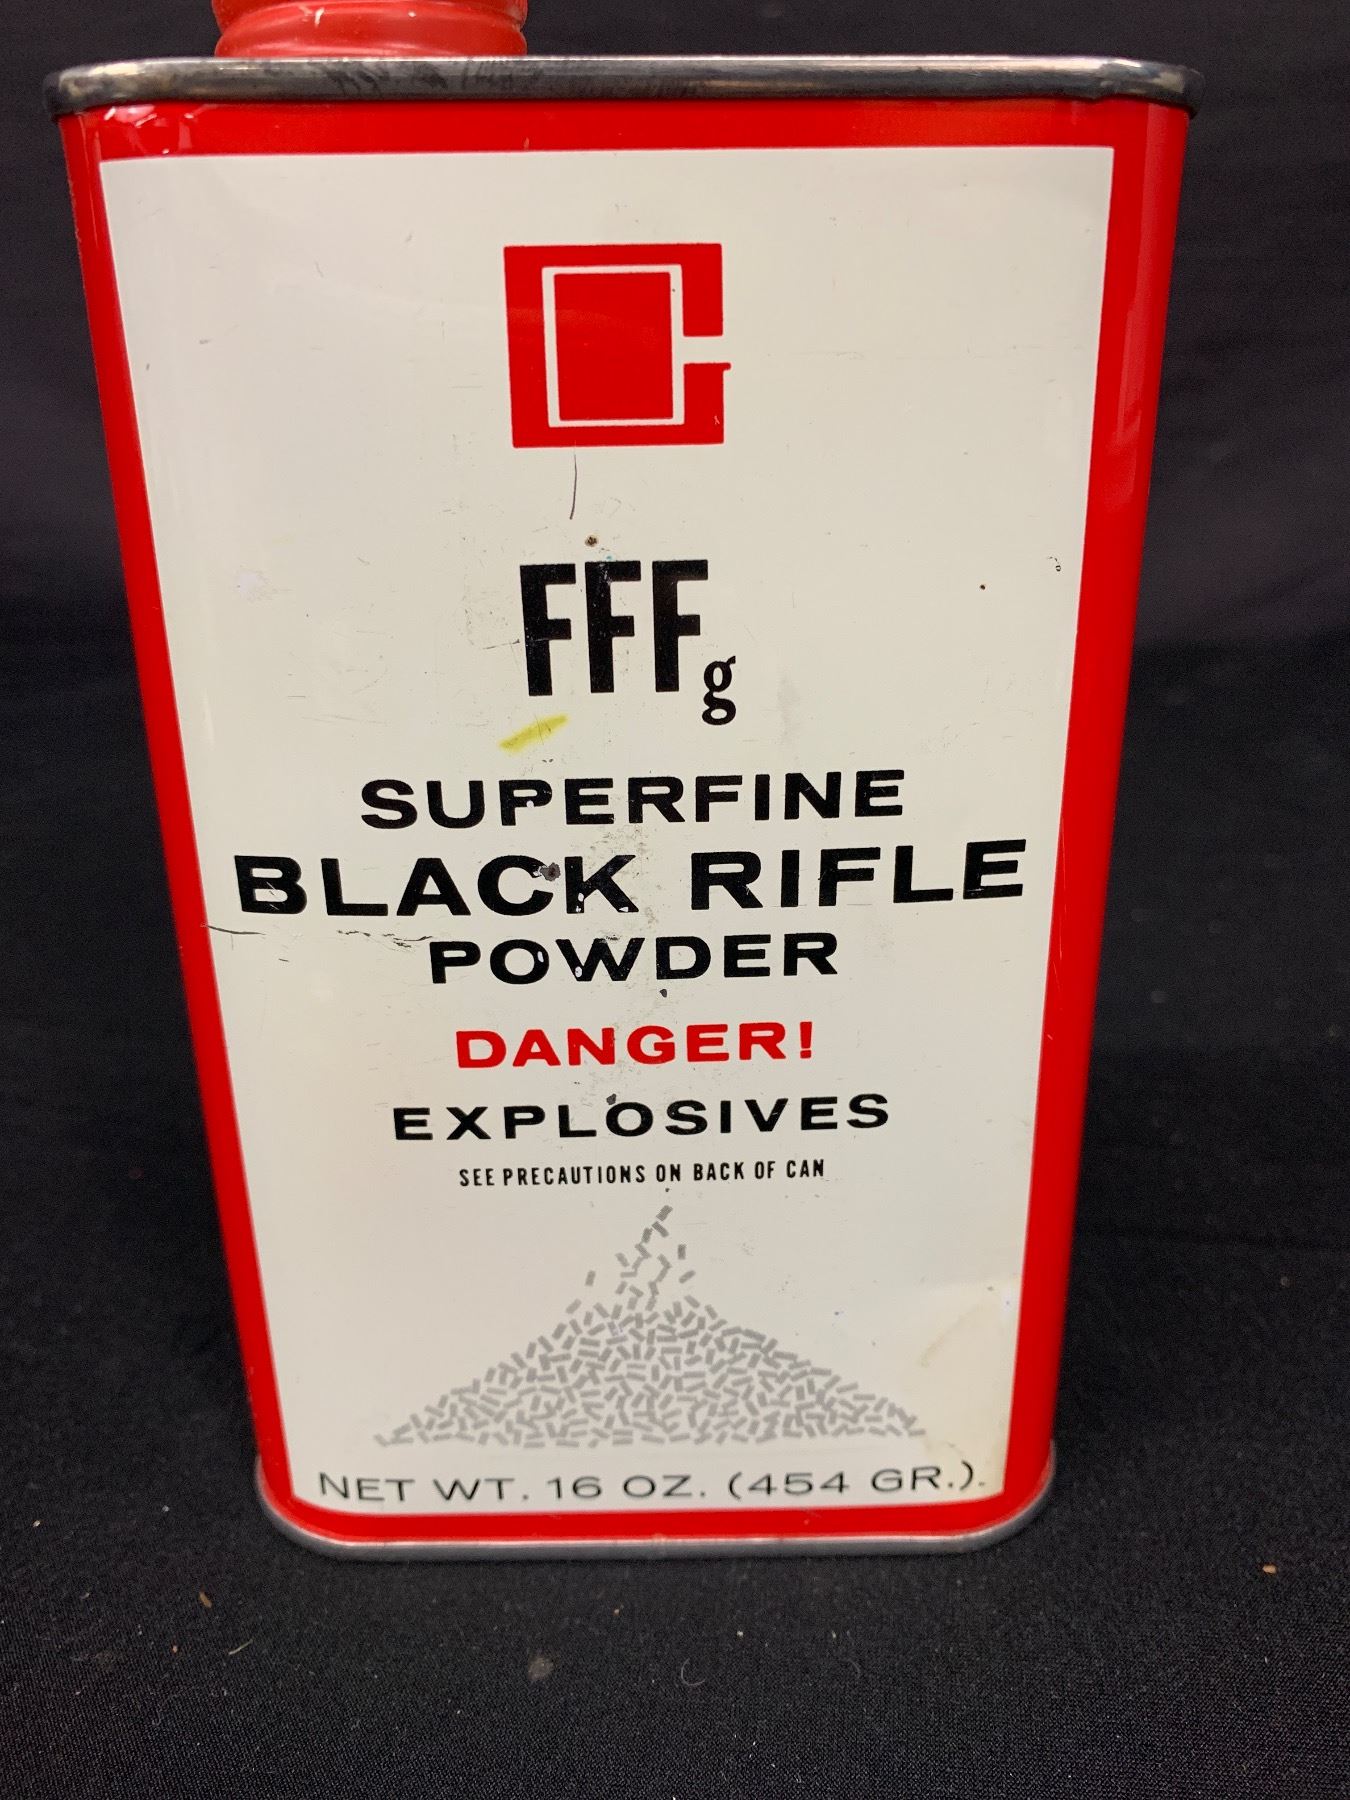 FFFg
SUPERFINE
BLACK RIFLE
POWDER
DANGER!
EXPLOSIVES
SEE PRECAUTIONS ON BACK OF CAN
NET WT. 16 OZ. (454 GR.).